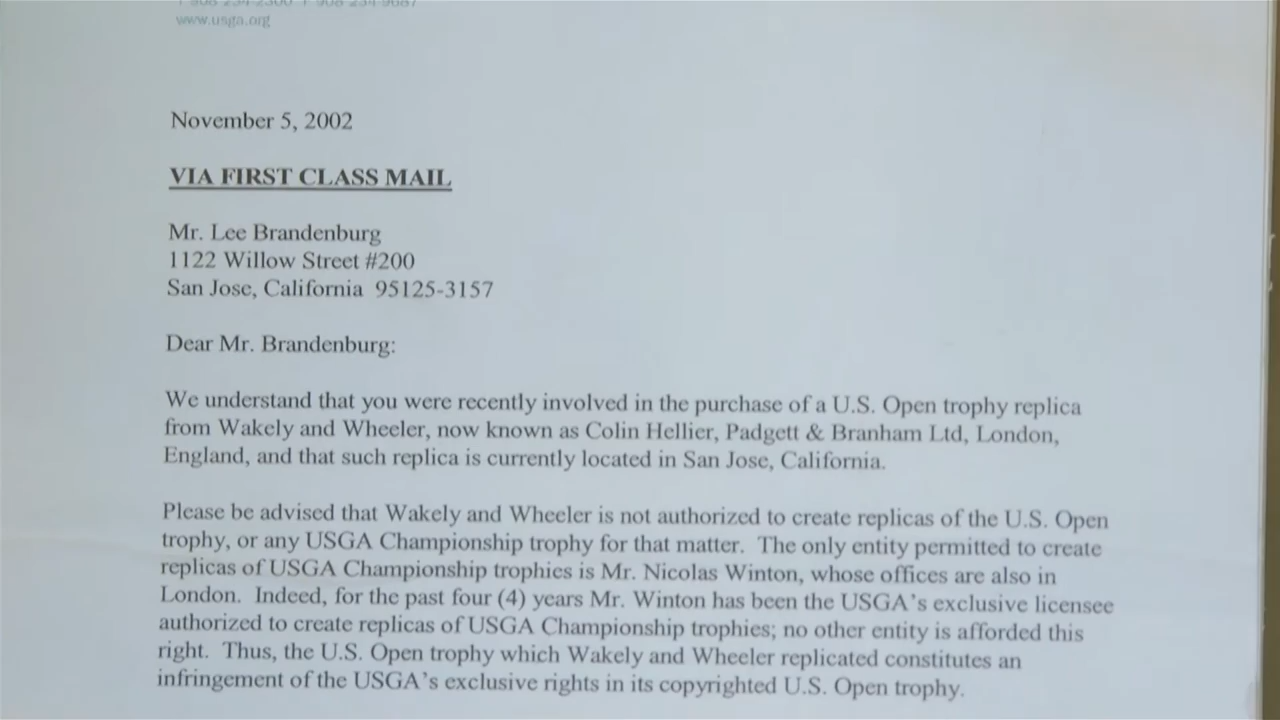 www.usga.org
November 5, 2002
VIA FIRST CLASS MAIL
Mr. Lee Brandenburg
1122 Willow Street #200
San Jose, California 95125-3157
Dear Mr. Brandenburg:
We understand that you were recently involved in the purchase of a U.S. Open trophy replica
from Wakely and Wheeler, now known as Colin Hellier, Padgett & Branham Ltd, London,
England, and that such replica is currently located in San Jose, California.
Please be advised that Wakely and Wheeler is not authorized to create replicas of the U.S. Open
trophy, or any USGA Championship trophy for that matter. The only entity permitted to create
replicas of USGA Championship trophies is Mr. Nicolas Winton, whose offices are also in
London. Indeed, for the past four (4) years Mr. Winton has been the USGA's exclusive licensee
authorized to create replicas of USGA Championship trophies; no other entity is afforded this
right. Thus, the U.S. Open trophy which Wakely and Wheeler replicated constitutes an
infringement of the USGA's exclusive rights in its copyrighted U.S. Open trophy.